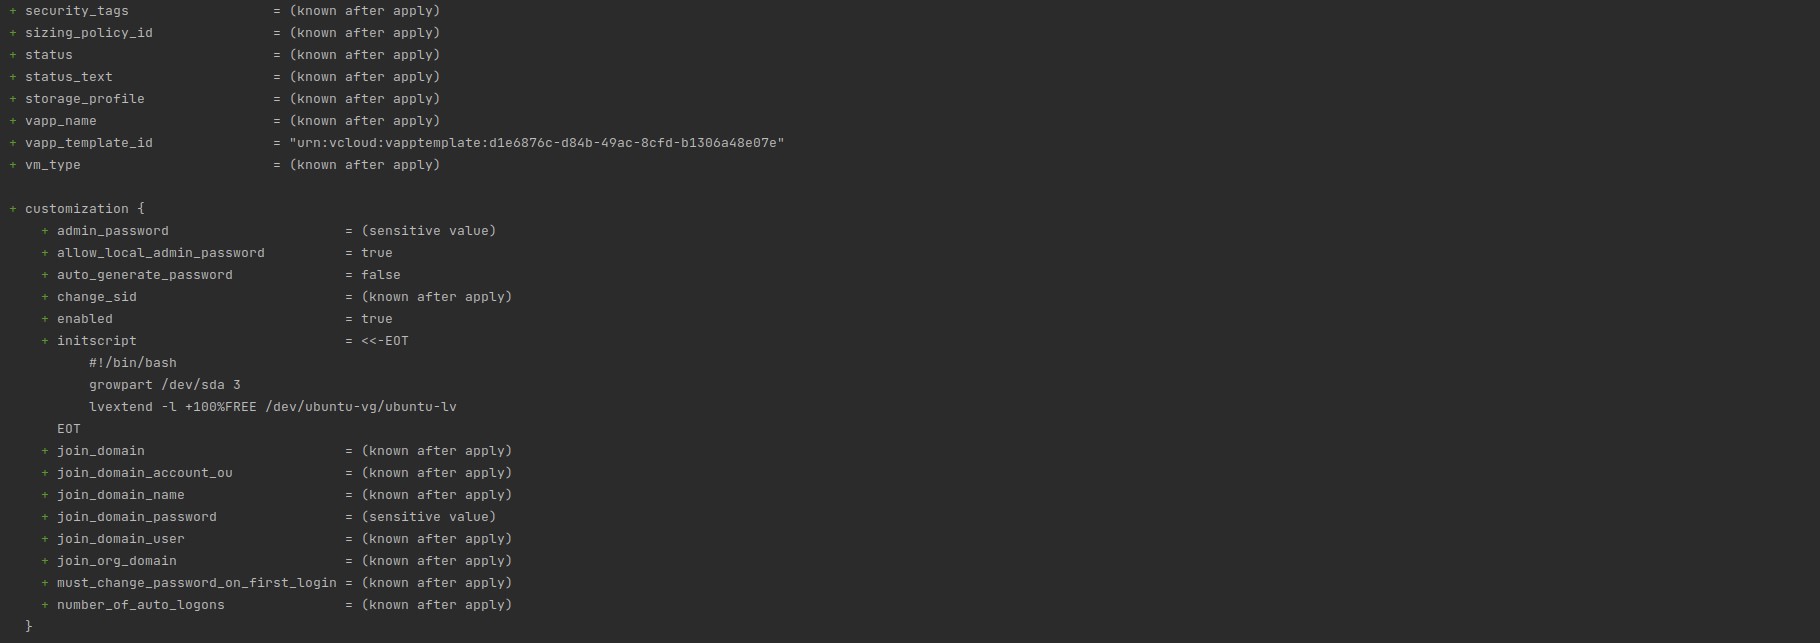 + security_tags                  = (known after apply)
+ sizing_policy_id               = (known after apply)
+ status                         = (known after apply)
+ status_text                    = (known after apply)
+ storage_profile                = (known after apply)
+ vapp_name                      = (known after apply)
+ vapp_template_id               = "urn:vcloud:vapptemplate:d1e6876c-d84b-49ac-8cfd-b1306a48e07e"
+ vm_type                        = (known after apply)

+ customization {
    + admin_password                      = (sensitive value)
    + allow_local_admin_password          = true
    + auto_generate_password              = false
    + change_sid                          = (known after apply)
    + enabled                             = true
    + initscript                          = <<-EOT
          #!/bin/bash
          growpart /dev/sda 3
          lvextend -l +100%FREE /dev/ubuntu-vg/ubuntu-lv
      EOT
    + join_domain                         = (known after apply)
    + join_domain_account_ou              = (known after apply)
    + join_domain_name                    = (known after apply)
    + join_domain_password                = (sensitive value)
    + join_domain_user                    = (known after apply)
    + join_org_domain                     = (known after apply)
    + must_change_password_on_first_login = (known after apply)
    + number_of_auto_logons               = (known after apply)
  }